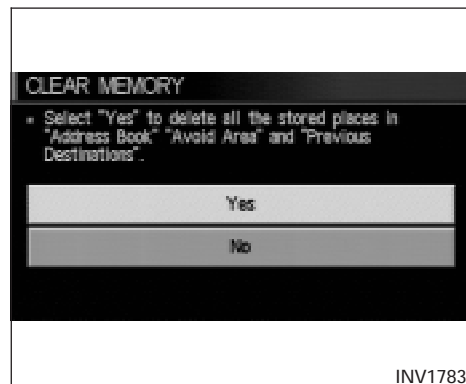 CLEAR MEMORY
▪ Select "Yes" to delete all the stored places in
"Address Book" "Avoid Area" and "Previous
Destinations".
Yes
No
INV1783